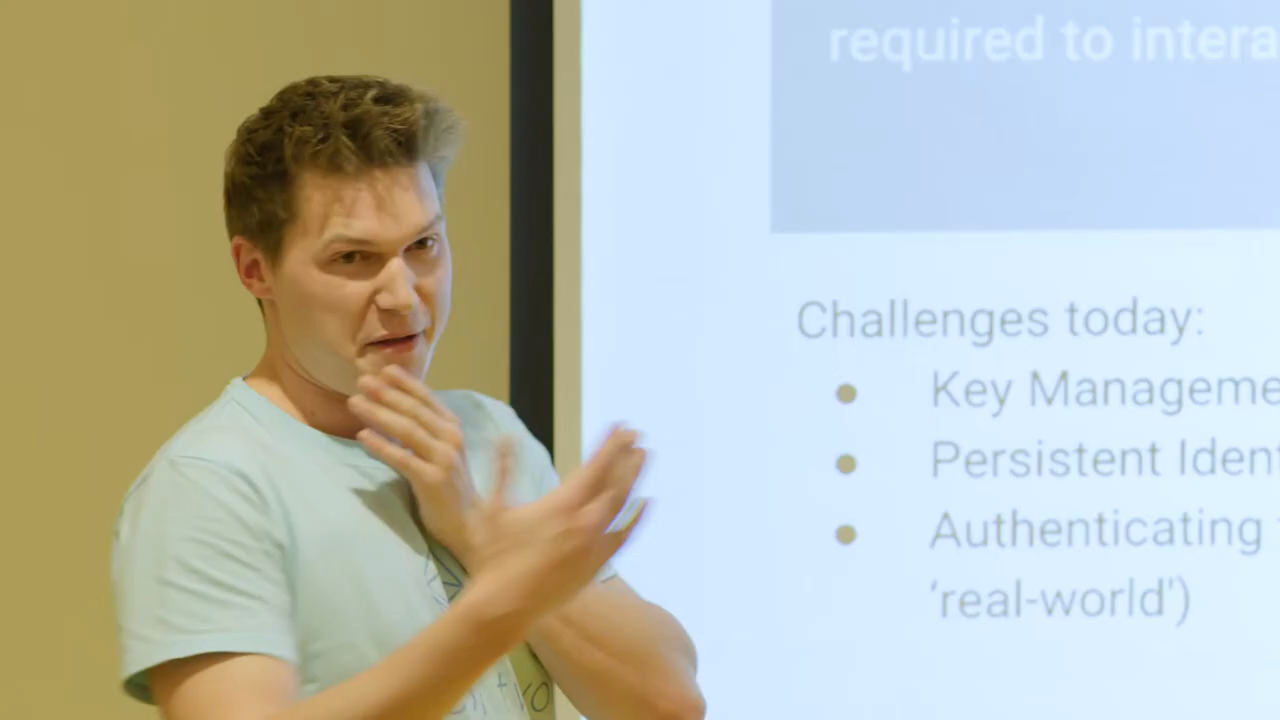 required to intera
Challenges today:
● Key Manageme
● Persistent Ident
● Authenticating
'real-world')